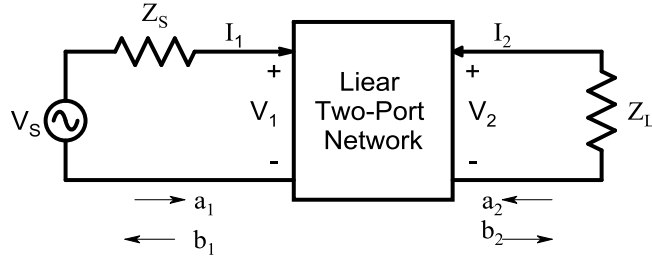 Z_S
I_1
I_2
+
+
V_S
V_1
Liear
Two-Port
Network
V_2
Z_L
-
-
a_1
a_2
b_1
b_2